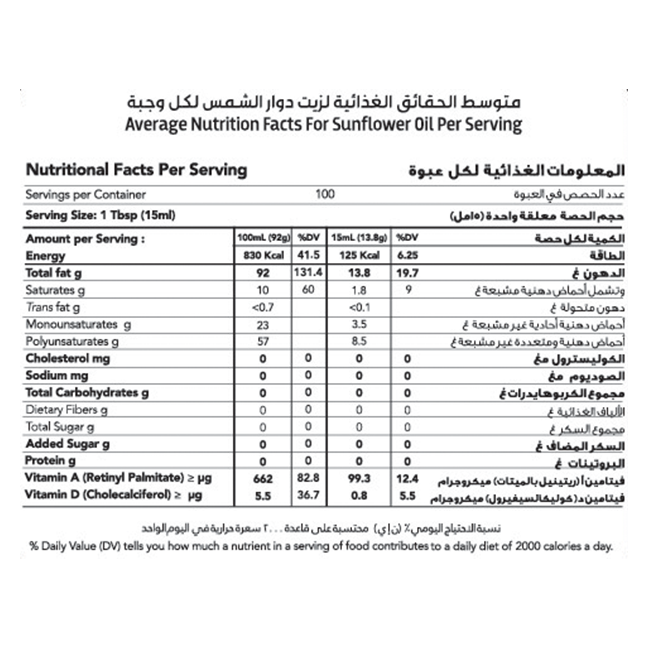 متوسط الحقائق الغذائية لزيت دوار الشمس لكل وجبة
Average Nutrition Facts For Sunflower Oil Per Serving
Nutritional Facts Per Serving المعلومات الغذائية لكل عبوة
Servings per Container 100 عدد الحصص في العبوة
Serving Size: 1 Tbsp (15ml) حجم الحصة معلقة واحدة (١٥مل)
Amount per Serving : 100mL (92g) %DV 15mL (13.8g) %DV الكمية لكل حصة
Energy 830 Kcal 41.5 125 Kcal 6.25 الطاقة
Total fat g 92 131.4 13.8 19.7 الدهون غ
Saturates g 10 60 1.8 9 وتشمل أحماض دهنية مشبعة غ
Trans fat g <0.7 <0.1 دهون متحولة غ
Monounsaturates g 23 3.5 أحماض دهنية أحادية غير مشبعة غ
Polyunsaturates g 57 8.5 أحماض دهنية ومتعددة غير مشبعة غ
Cholesterol mg 0 0 0 0 الكوليسترول مغ
Sodium mg 0 0 0 0 الصوديوم مغ
Total Carbohydrates g 0 0 0 0 مجموع الكربوهايدرات غ
Dietary Fibers g 0 0 0 0 الألياف الغذائية غ
Total Sugar g 0 0 0 0 مجموع السكر غ
Added Sugar g 0 0 0 0 السكر المضاف غ
Protein g 0 0 0 0 البروتينات غ
Vitamin A (Retinyl Palmitate) ≥ µg 662 82.8 99.3 12.4 فيتامين أ (ريتينيل بالميتات) ميكروجرام
Vitamin D (Cholecalciferol) ≥ µg 5.5 36.7 0.8 5.5 فيتامين د (كوليكالسيفيرول) ميكروجرام
نسبة الاحتياج اليومي٪ (ن إ ي) محتسبة على قاعدة ٢٠٠٠ سعرة حرارية في اليوم الواحد
% Daily Value (DV) tells you how much a nutrient in a serving of food contributes to a daily diet of 2000 calories a day.